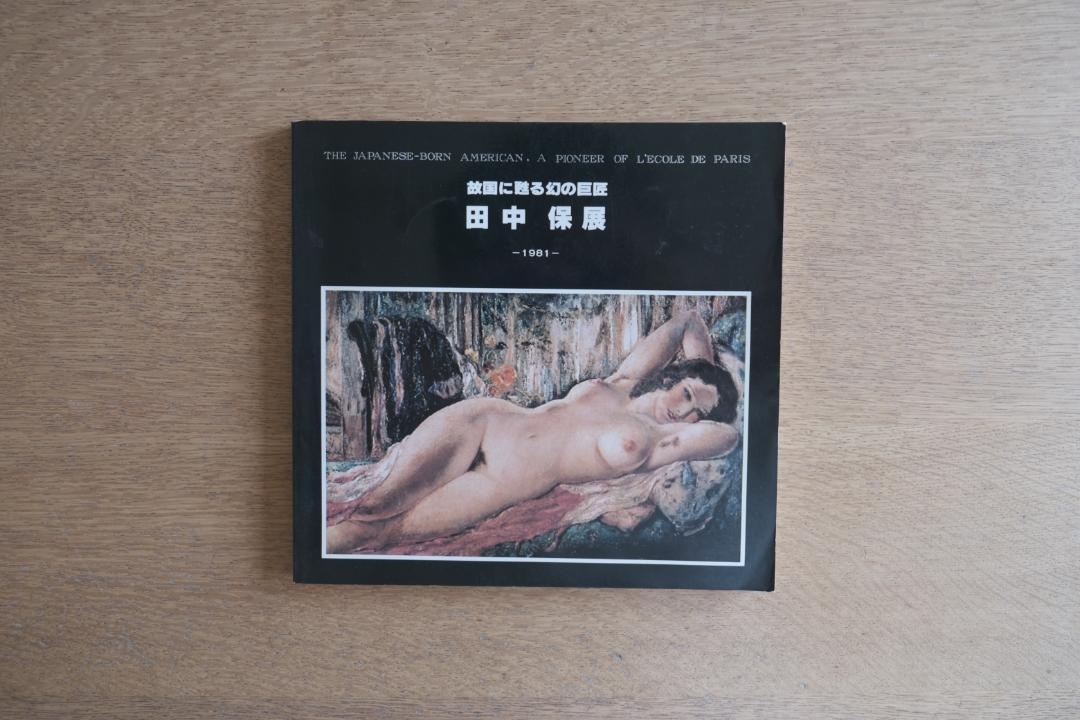 THE JAPANESE-BORN AMERICAN, A PIONEER OF L'ECOLE DE PARIS
故国に甦る幻の巨匠
田中 保展
－1981－